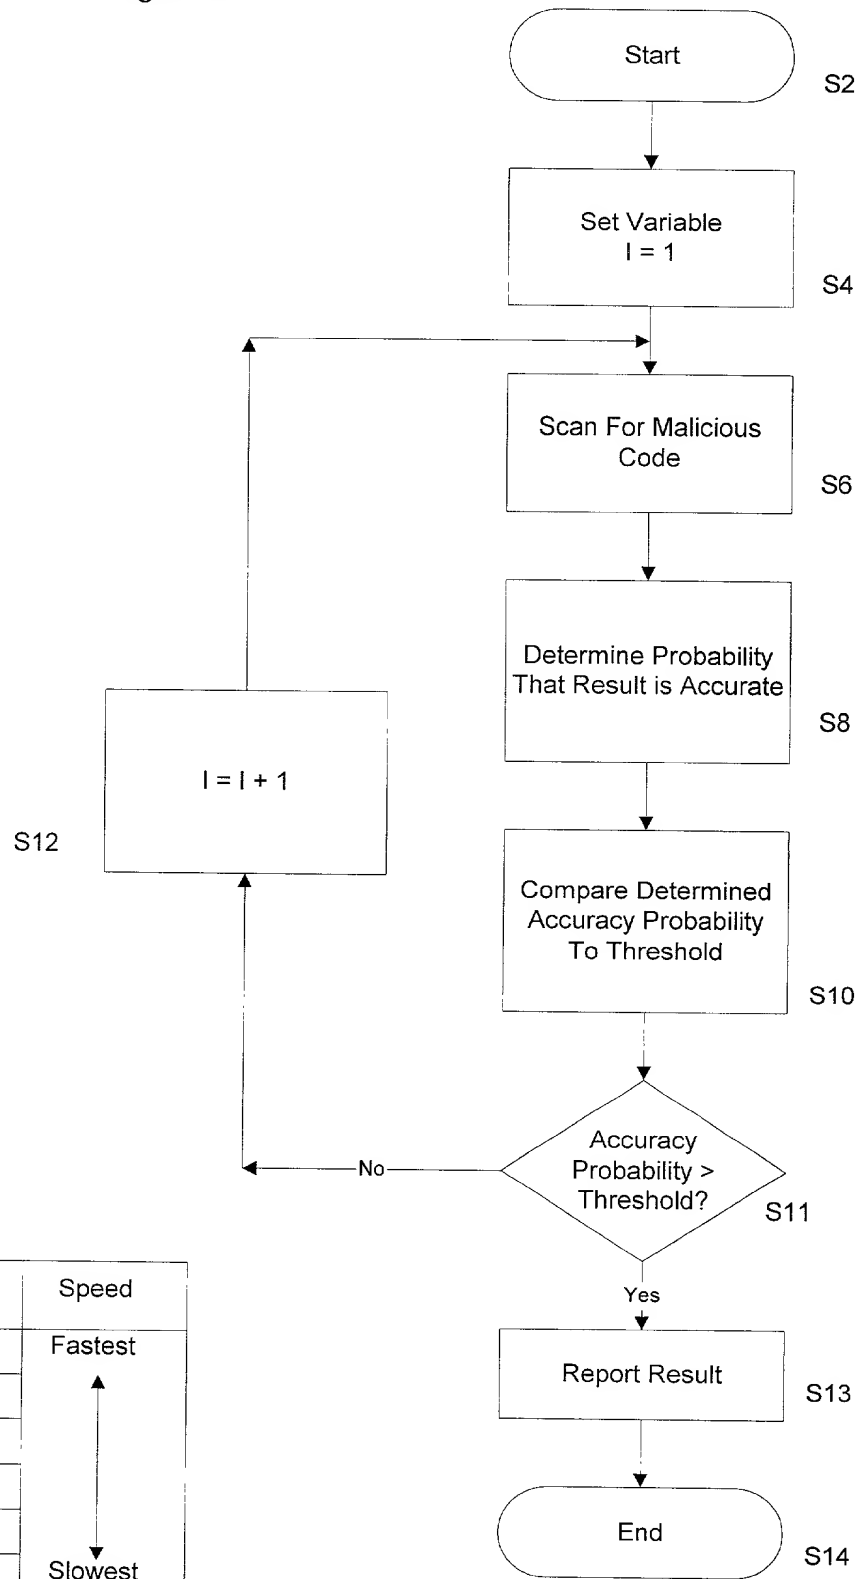 Start
S2
Set Variable
I = 1
S4
Scan For Malicious
Code
S6
Determine Probability
That Result is Accurate
S8
I = I + 1
S12
Compare Determined
Accuracy Probability
To Threshold
S10
Accuracy
Probability >
Threshold?
S11
No
Yes
Speed
Fastest
Slowest
Report Result
S13
End
S14